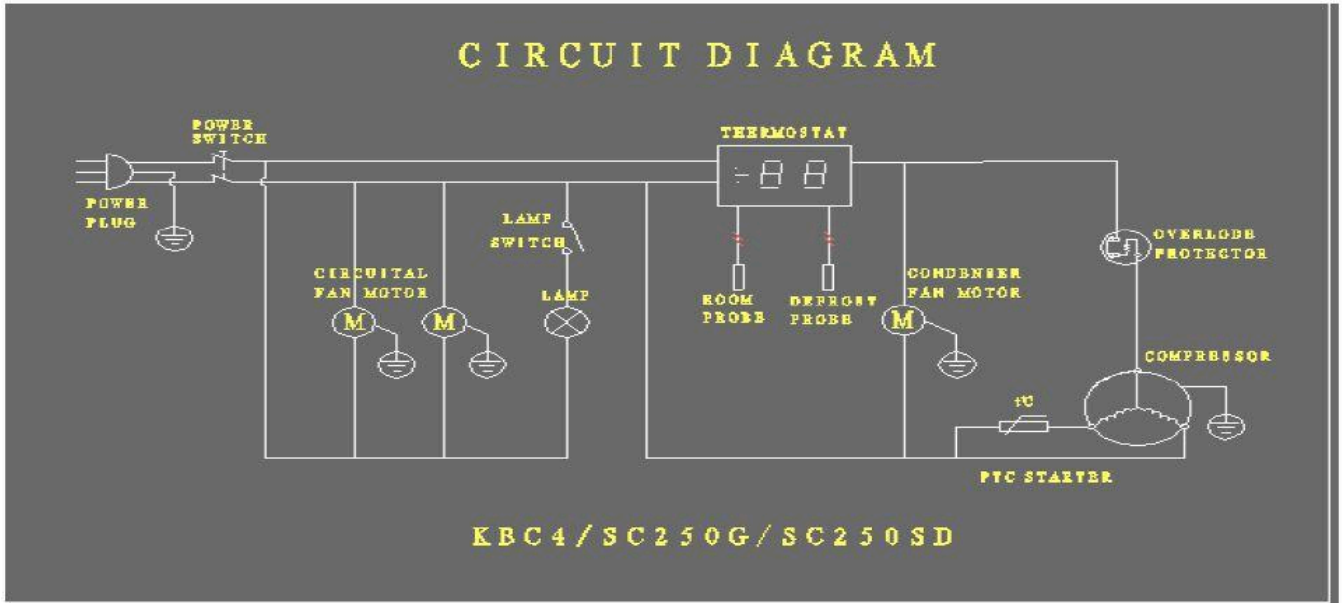 CIRCUIT DIAGRAM
POWER
SWITCH
THERMOSTAT
POWER
PLUG
LAMP
SWITCH
OVERLODE
PROTECTOR
CIRCUITAL
FAN MOTOR
LAMP
ROOM
PROBE
DEFROST
PROBE
CONDENSER
FAN MOTOR
M
M
M
COMPRESSOR
t℃
PTC STARTER
KBC4/SC250G/SC250SD